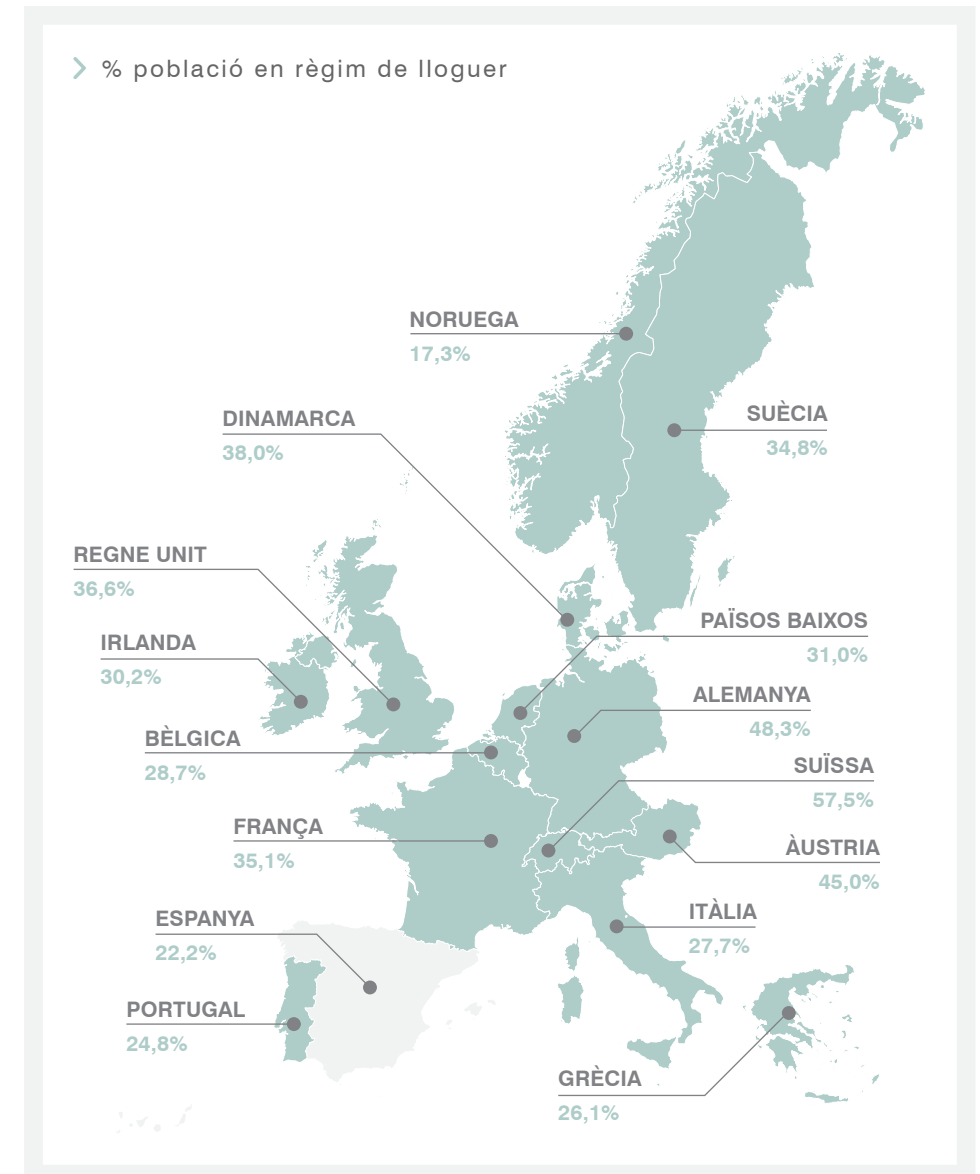 % població en règim de lloguer
NORUEGA
17,3%
DINAMARCA
38,0%
SUÈCIA
34,8%
REGNE UNIT
36,6%
PAÏSOS BAIXOS
31,0%
IRLANDA
30,2%
ALEMANYA
48,3%
BÈLGICA
28,7%
SUÏSSA
57,5%
FRANÇA
35,1%
ÀUSTRIA
45,0%
ITÀLIA
27,7%
ESPANYA
22,2%
PORTUGAL
24,8%
GRÈCIA
26,1%